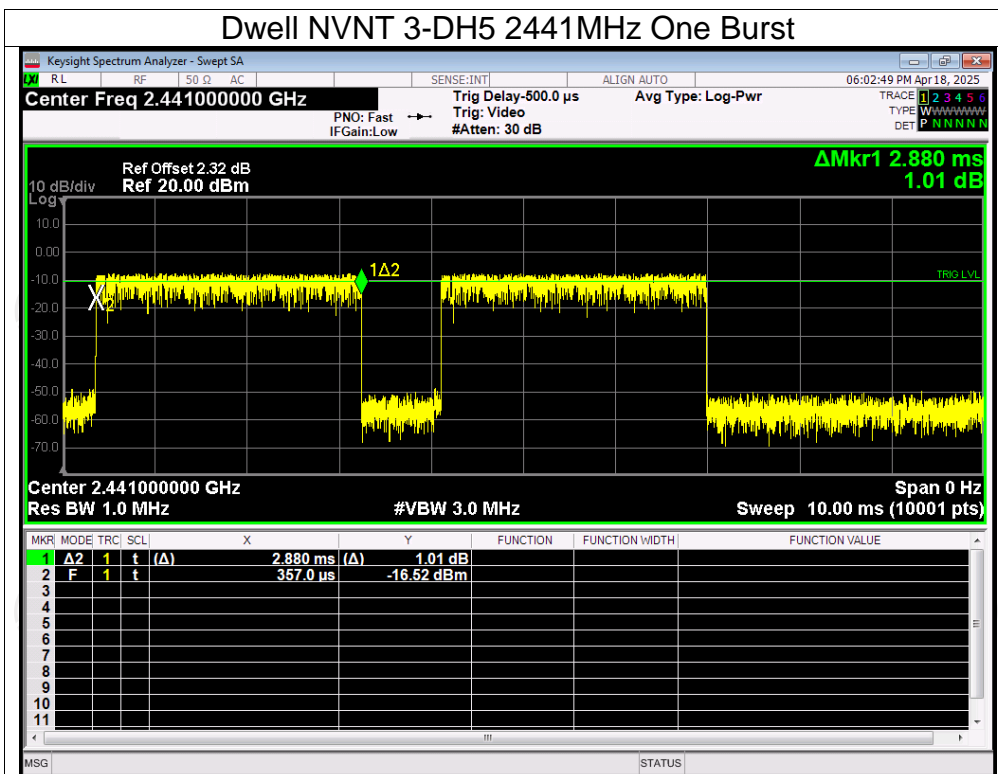 Dwell NVNT 3-DH5 2441MHz One Burst
Keysight Spectrum Analyzer - Swept SA
LXI RL RF 50 Ω AC SENSE:INT ALIGN AUTO 06:02:49 PM Apr 18, 2025
Center Freq 2.441000000 GHz Trig Delay-500.0 µs Avg Type: Log-Pwr TRACE 1 2 3 4 5 6
PNO: Fast Trig: Video TYPE WWWWWW
IFGain:Low #Atten: 30 dB DET P N N N N N
ΔMkr1 2.880 ms
Ref Offset 2.32 dB
10 dB/div Ref 20.00 dBm 1.01 dB
Log
10.0
0.00
1Δ2
-10.0 TRIG LVL
2
-20.0
-30.0
-40.0
-50.0
-60.0
-70.0
Center 2.441000000 GHz Span 0 Hz
Res BW 1.0 MHz #VBW 3.0 MHz Sweep 10.00 ms (10001 pts)
MKR MODE TRC SCL X Y FUNCTION FUNCTION WIDTH FUNCTION VALUE
1 Δ2 1 t (Δ) 2.880 ms (Δ) 1.01 dB
2 F 1 t 357.0 µs -16.52 dBm
3
4
5
6
7
8
9
10
11
MSG STATUS